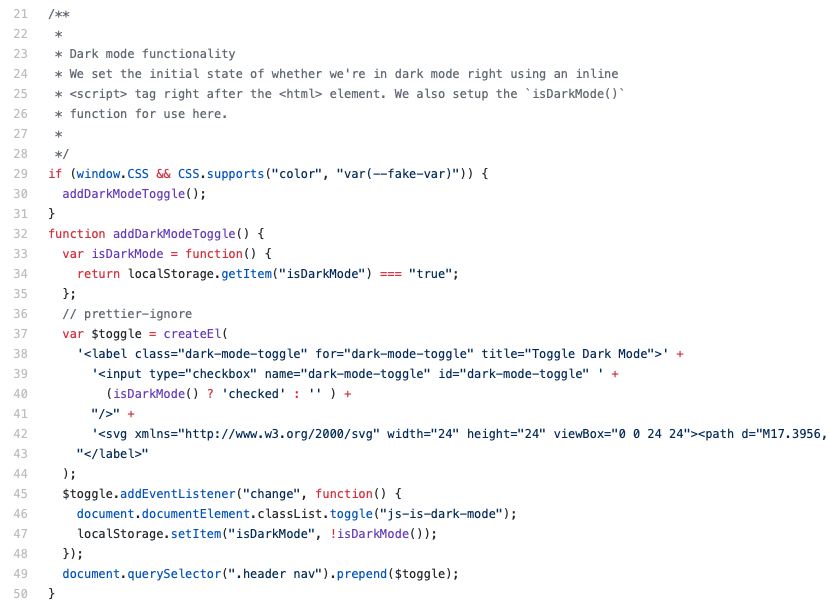 21 /**
22  *
23  * Dark mode functionality
24  * We set the initial state of whether we're in dark mode right using an inline
25  * <script> tag right after the <html> element. We also setup the `isDarkMode()`
26  * function for use here.
27  *
28  */
29 if (window.CSS && CSS.supports("color", "var(--fake-var)")) {
30   addDarkModeToggle();
31 }
32 function addDarkModeToggle() {
33   var isDarkMode = function() {
34     return localStorage.getItem("isDarkMode") === "true";
35   };
36   // prettier-ignore
37   var $toggle = createEl(
38     '<label class="dark-mode-toggle" for="dark-mode-toggle" title="Toggle Dark Mode">' +
39       '<input type="checkbox" name="dark-mode-toggle" id="dark-mode-toggle" ' +
40         (isDarkMode() ? 'checked' : '' ) +
41       "/>" +
42       '<svg xmlns="http://www.w3.org/2000/svg" width="24" height="24" viewBox="0 0 24 24"><path d="M17.3956,
43     "</label>"
44   );
45   $toggle.addEventListener("change", function() {
46     document.documentElement.classList.toggle("js-is-dark-mode");
47     localStorage.setItem("isDarkMode", !isDarkMode());
48   });
49   document.querySelector(".header nav").prepend($toggle);
50 }